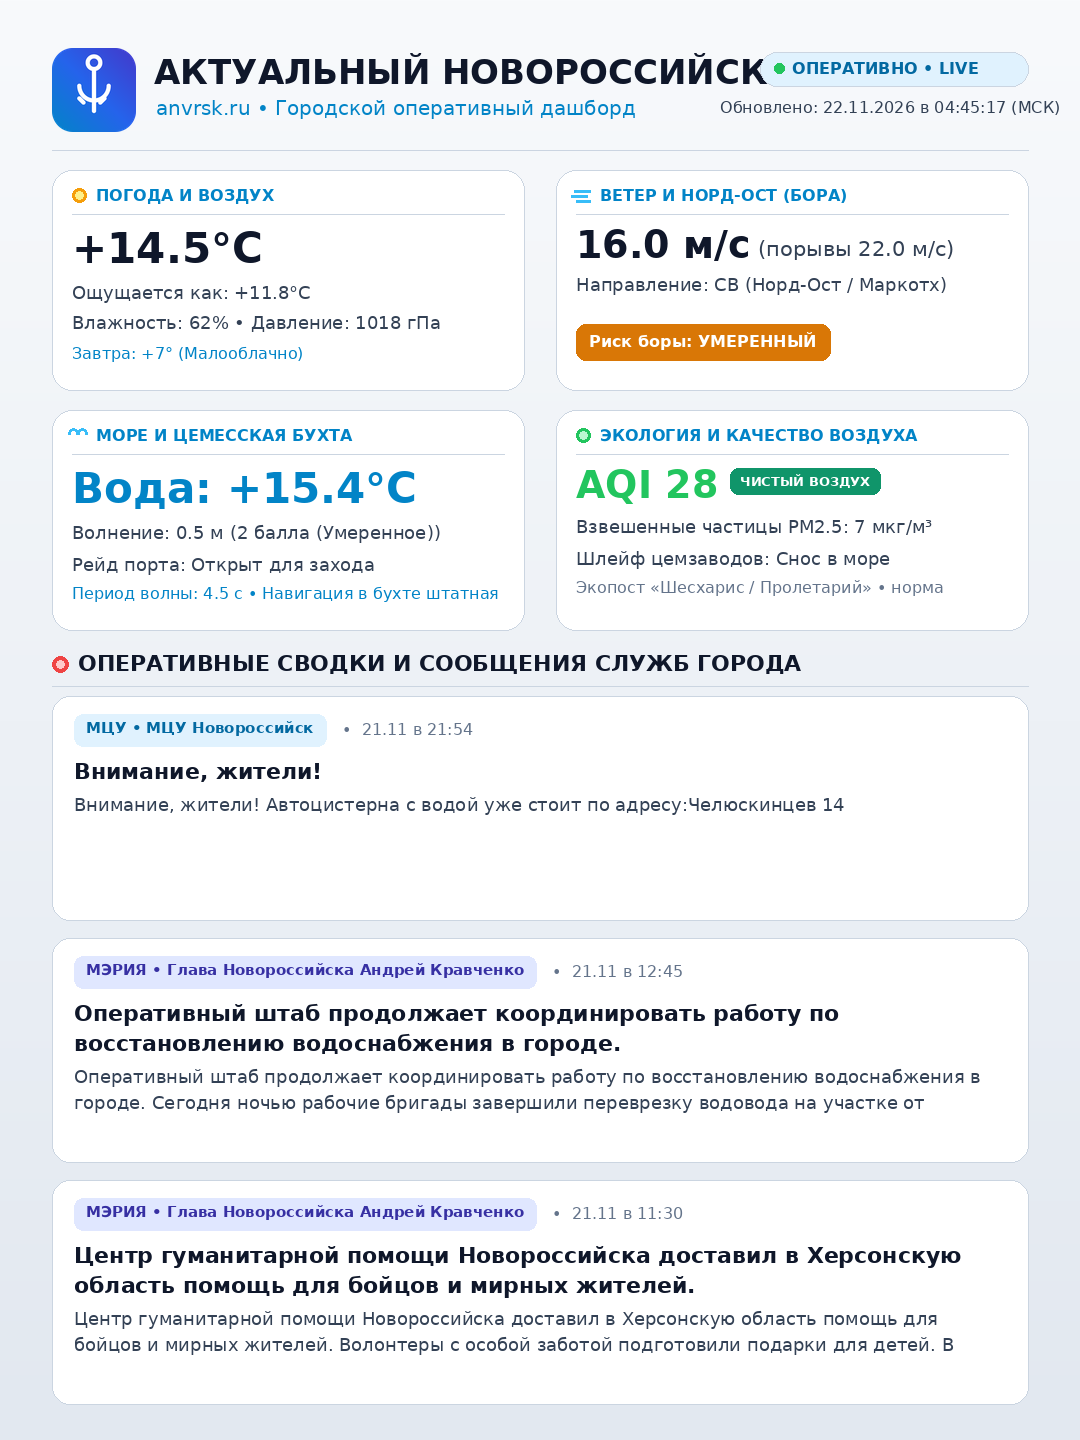 АКТУАЛЬНЫЙ НОВОРОССИЙСК
ОПЕРАТИВНО • LIVE
anvrsk.ru • Городской оперативный дашборд
Обновлено: 22.11.2026 в 04:45:17 (МСК)
ПОГОДА И ВОЗДУХ
+14.5°C
Ощущается как: +11.8°C
Влажность: 62% • Давление: 1018 гПа
Завтра: +7° (Малооблачно)
ВЕТЕР И НОРД-ОСТ (БОРА)
16.0 м/с (порывы 22.0 м/с)
Направление: СВ (Норд-Ост / Маркотх)
Риск боры: УМЕРЕННЫЙ
МОРЕ И ЦЕМЕССКАЯ БУХТА
Вода: +15.4°C
Волнение: 0.5 м (2 балла (Умеренное))
Рейд порта: Открыт для захода
Период волны: 4.5 с • Навигация в бухте штатная
ЭКОЛОГИЯ И КАЧЕСТВО ВОЗДУХА
AQI 28 ЧИСТЫЙ ВОЗДУХ
Взвешенные частицы PM2.5: 7 мкг/м³
Шлейф цемзаводов: Снос в море
Экопост «Шесхарис / Пролетарий» • норма
ОПЕРАТИВНЫЕ СВОДКИ И СООБЩЕНИЯ СЛУЖБ ГОРОДА
МЦУ • МЦУ Новороссийск • 21.11 в 21:54
Внимание, жители!
Внимание, жители! Автоцистерна с водой уже стоит по адресу:Челюскинцев 14
МЭРИЯ • Глава Новороссийска Андрей Кравченко • 21.11 в 12:45
Оперативный штаб продолжает координировать работу по
восстановлению водоснабжения в городе.
Оперативный штаб продолжает координировать работу по восстановлению водоснабжения в
городе. Сегодня ночью рабочие бригады завершили переврезку водовода на участке от
МЭРИЯ • Глава Новороссийска Андрей Кравченко • 21.11 в 11:30
Центр гуманитарной помощи Новороссийска доставил в Херсонскую
область помощь для бойцов и мирных жителей.
Центр гуманитарной помощи Новороссийска доставил в Херсонскую область помощь для
бойцов и мирных жителей. Волонтеры с особой заботой подготовили подарки для детей. В